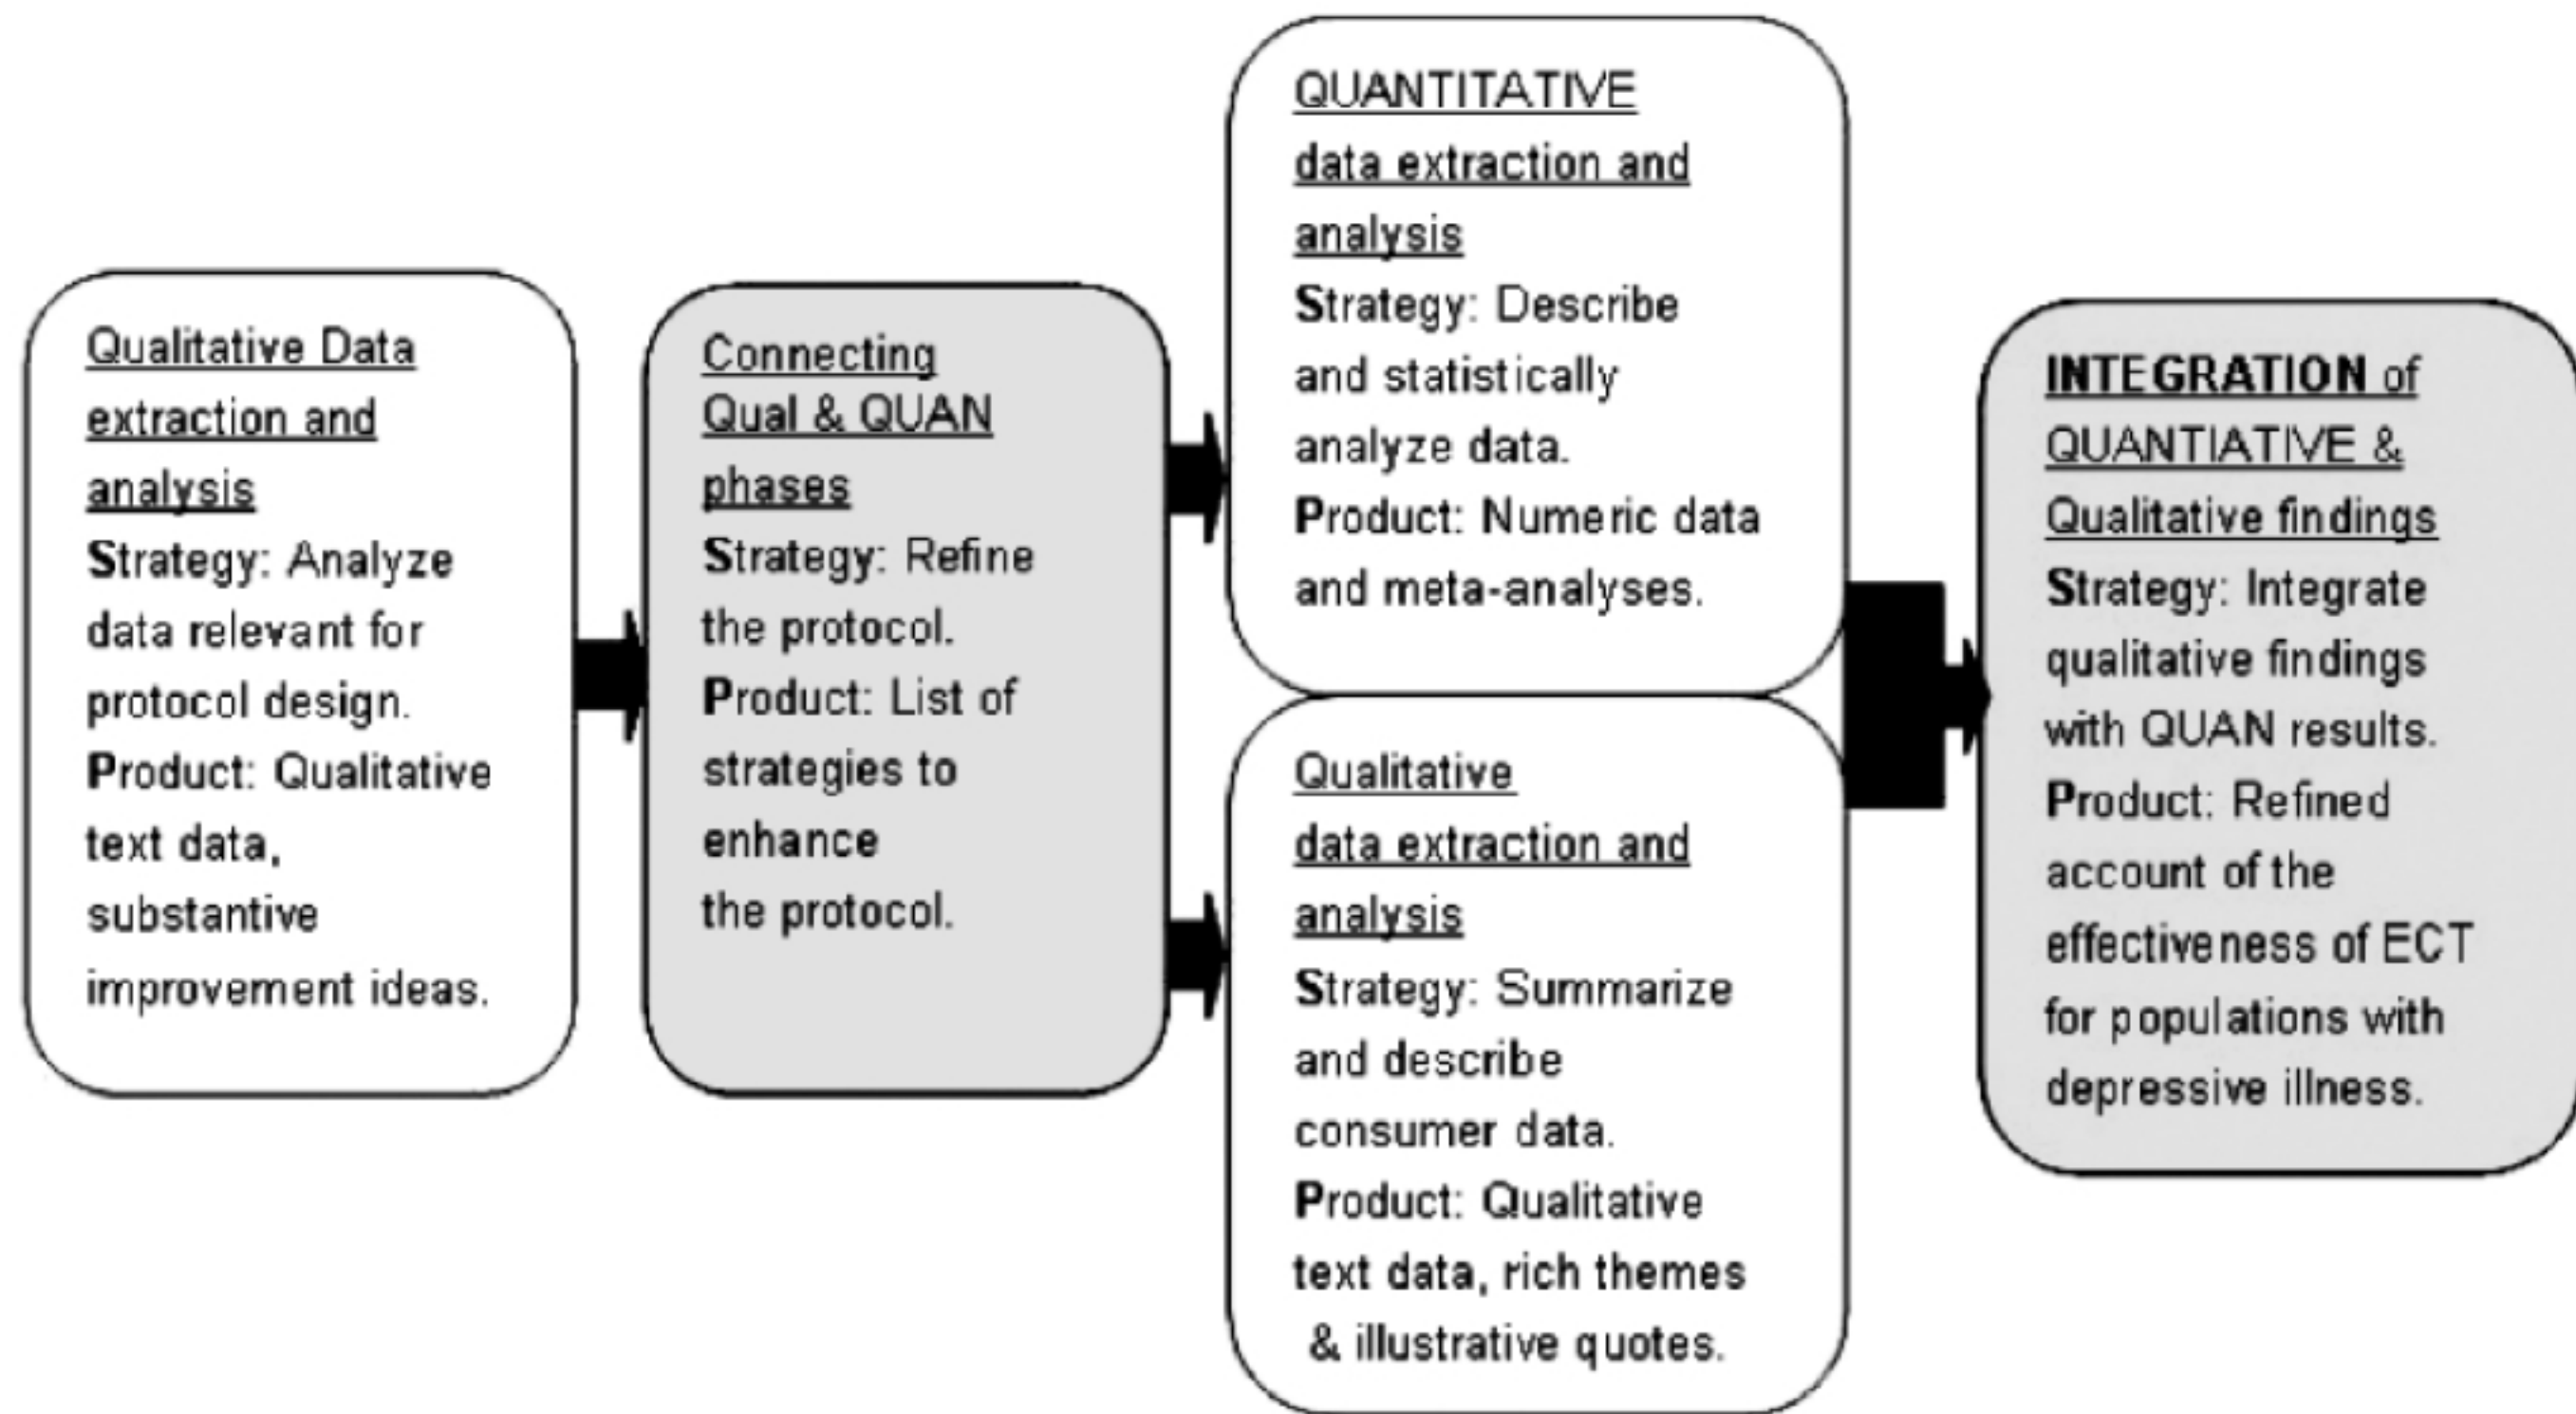 Qualitative Data
extraction and
analysis
Strategy: Analyze
data relevant for
protocol design.
Product: Qualitative
text data,
substantive
improvement ideas.
Connecting
Qual & QUAN
phases
Strategy: Refine
the protocol.
Product: List of
strategies to
enhance
the protocol.
QUANTITATIVE
data extraction and
analysis
Strategy: Describe
and statistically
analyze data.
Product: Numeric data
and meta-analyses.
Qualitative
data extraction and
analysis
Strategy: Summarize
and describe
consumer data.
Product: Qualitative
text data, rich themes
& illustrative quotes.
INTEGRATION of
QUANTIATIVE &
Qualitative findings
Strategy: Integrate
qualitative findings
with QUAN results.
Product: Refined
account of the
effectiveness of ECT
for populations with
depressive illness.